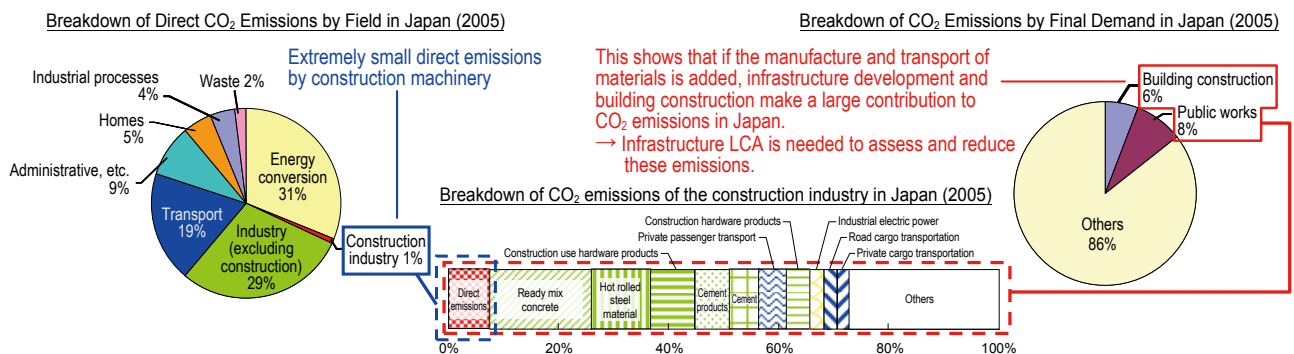 Breakdown of Direct CO₂ Emissions by Field in Japan (2005)
Breakdown of CO₂ Emissions by Final Demand in Japan (2005)
Extremely small direct emissions
by construction machinery
This shows that if the manufacture and transport of
materials is added, infrastructure development and
building construction make a large contribution to
CO₂ emissions in Japan.
→ Infrastructure LCA is needed to assess and reduce
these emissions.
Industrial processes
4%
Waste 2%
Homes
5%
Administrative, etc.
9%
Transport
19%
Energy
conversion
31%
Industry
(excluding
construction)
29%
Construction
industry 1%
Building construction
6%
Public works
8%
Others
86%
Breakdown of CO₂ emissions of the construction industry in Japan (2005)
Construction hardware products
Industrial electric power
Private passenger transport
Road cargo transportation
Construction use hardware products
Private cargo transportation
Direct
emissions
Ready mix
concrete
Hot rolled
steel
material
Cement
products
Cement
Others
0%
20%
40%
60%
80%
100%